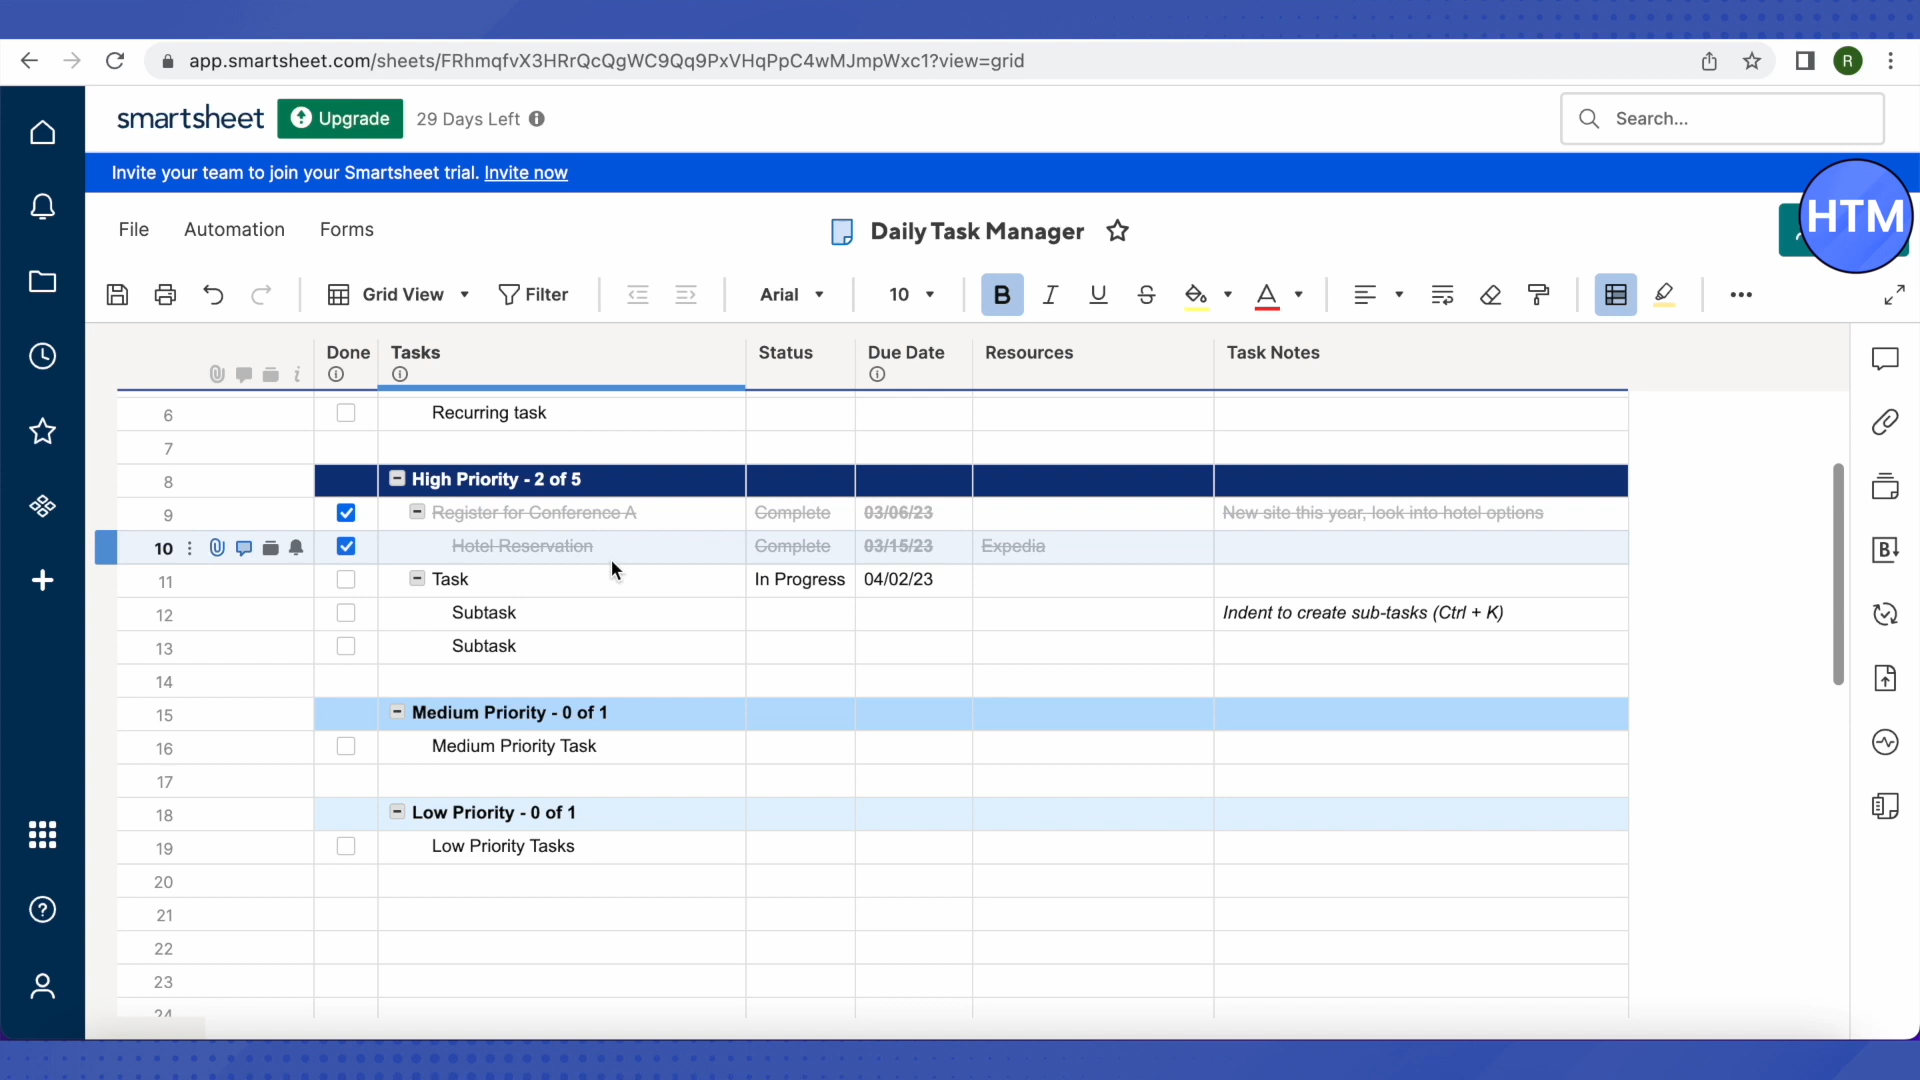 app.smartsheet.com/sheets/FRhmqfvX3HRrQcQgWC9Qq9PxVHqPpC4wMJmpWxc1?view=grid
R
smartsheet Upgrade 29 Days Left
Search...
Invite your team to join your Smartsheet trial. Invite now
HTM
File Automation Forms
Daily Task Manager
Grid View Filter Arial 10 B I U S A
Done Tasks Status Due Date Resources Task Notes
6 Recurring task
7
8 High Priority - 2 of 5
9 Register for Conference A Complete 03/06/23 New site this year, look into hotel options
10 Hotel Reservation Complete 03/15/23 Expedia
11 Task In Progress 04/02/23
12 Subtask Indent to create sub-tasks (Ctrl + K)
13 Subtask
14
15 Medium Priority - 0 of 1
16 Medium Priority Task
17
18 Low Priority - 0 of 1
19 Low Priority Tasks
20
21
22
23
24